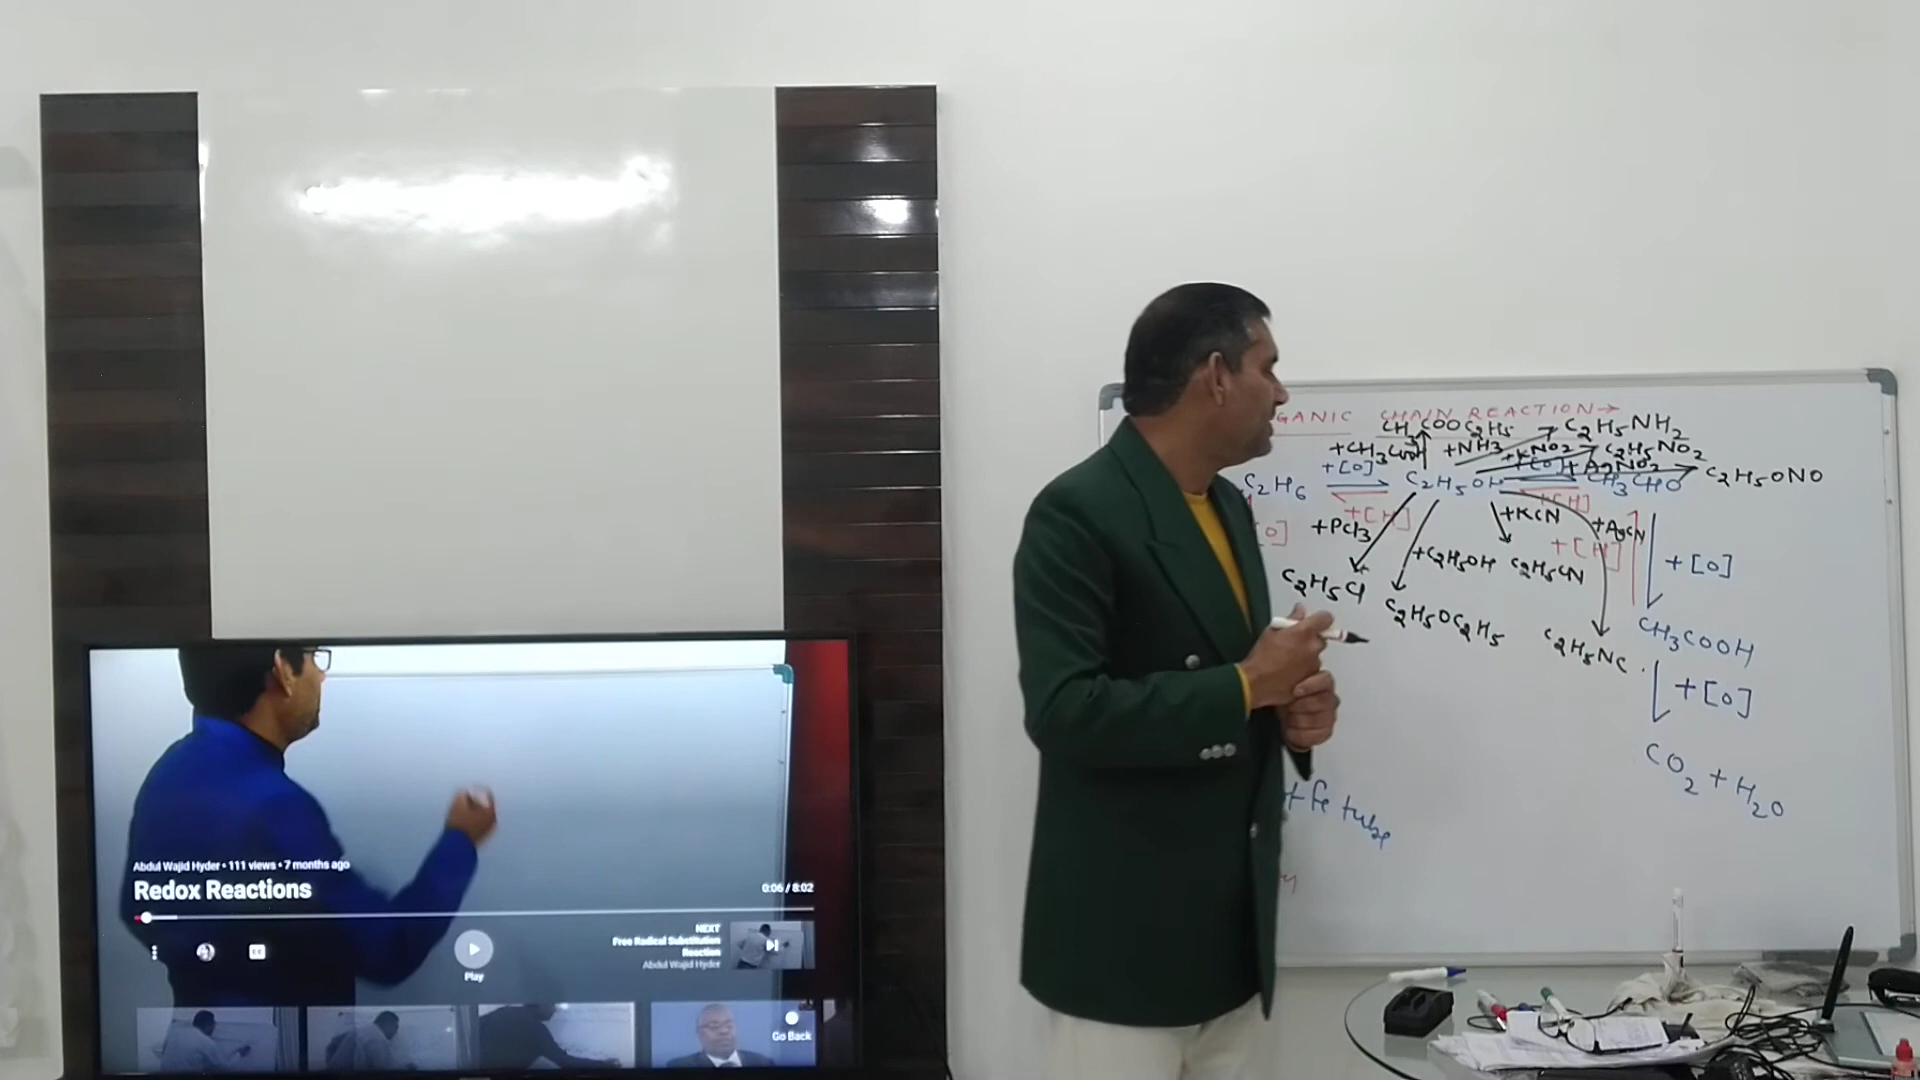 GANIC CHAIN REACTION→
CH3COOC2H5
C2H5NH2
+CH3COOH
+NH3
+KNO2
C2H5NO2
+[O]
+[O]
+AgNO2
C2H6
C2H5OH
CH3CHO
C2H5ONO
+[H]
+[H]
[O]
+PCl3
+KCN
+AgCN
+[H]
+[O]
+C2H5OH
C2H5CN
C2H5Cl
C2H5OC2H5
C2H5NC
CH3COOH
+[O]
CO2+H2O
Fe tube
Abdul Wajid Hyder • 111 views • 7 months ago
Redox Reactions
0:06 / 8:02
NEXT
Free Radical Substitution
Reaction
Abdul Wajid Hyder
Play
Go Back